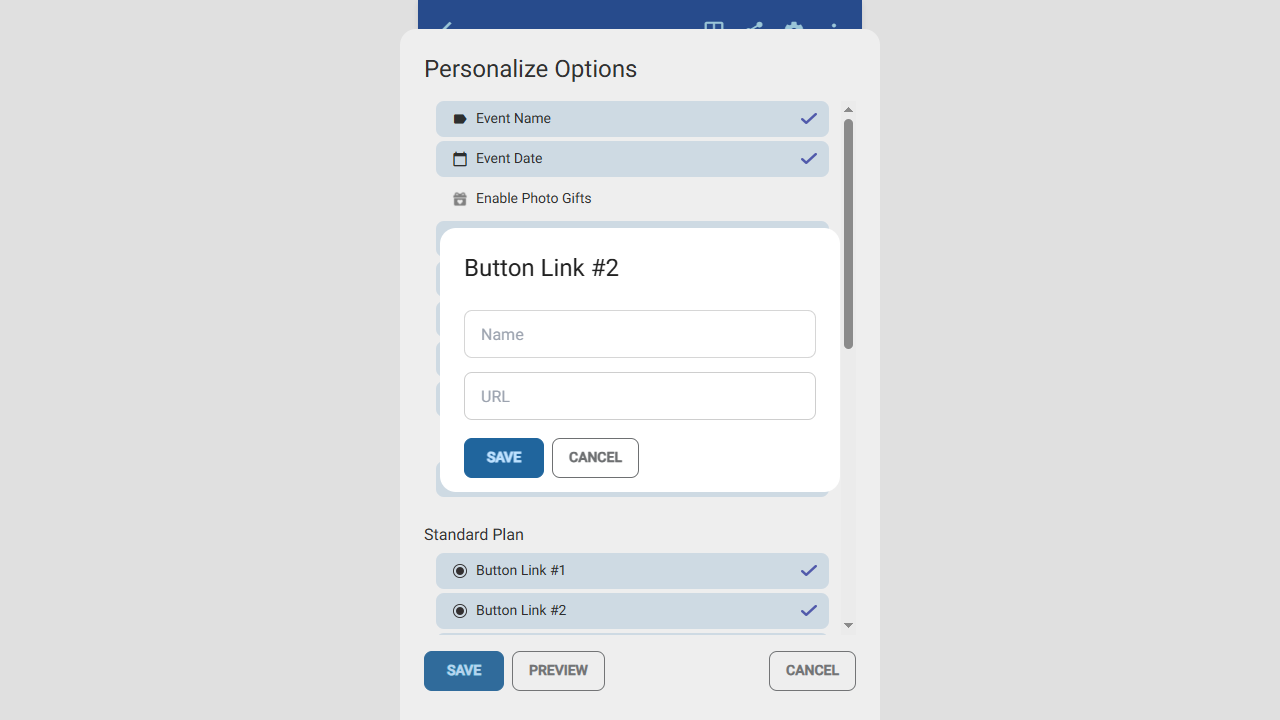 Personalize Options
Event Name
Event Date
Enable Photo Gifts
Button Link #2
Name
URL
SAVE
CANCEL
Standard Plan
Button Link #1
Button Link #2
SAVE
PREVIEW
CANCEL